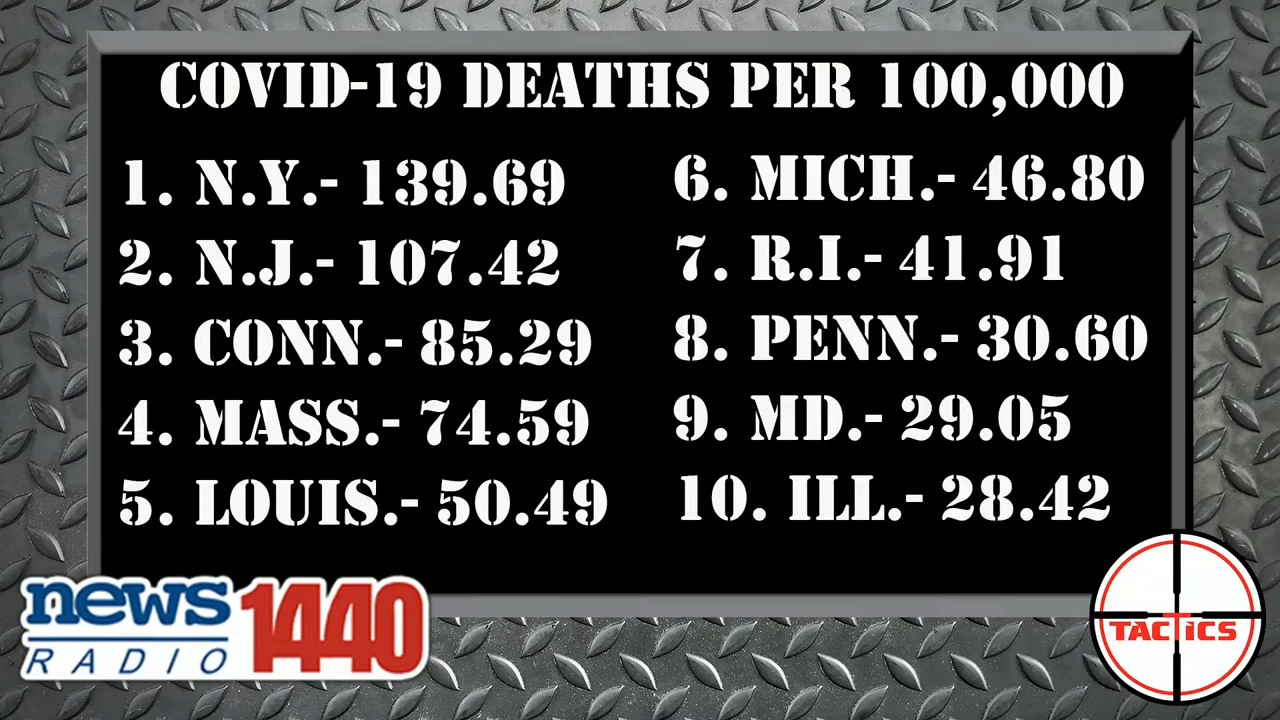 COVID-19 DEATHS PER 100,000
1. N.Y.- 139.69
2. N.J.- 107.42
3. CONN.- 85.29
4. MASS.- 74.59
5. LOUIS.- 50.49
6. MICH.- 46.80
7. R.I.- 41.91
8. PENN.- 30.60
9. MD.- 29.05
10. ILL.- 28.42
news 1440
RADIO
TACTiCS